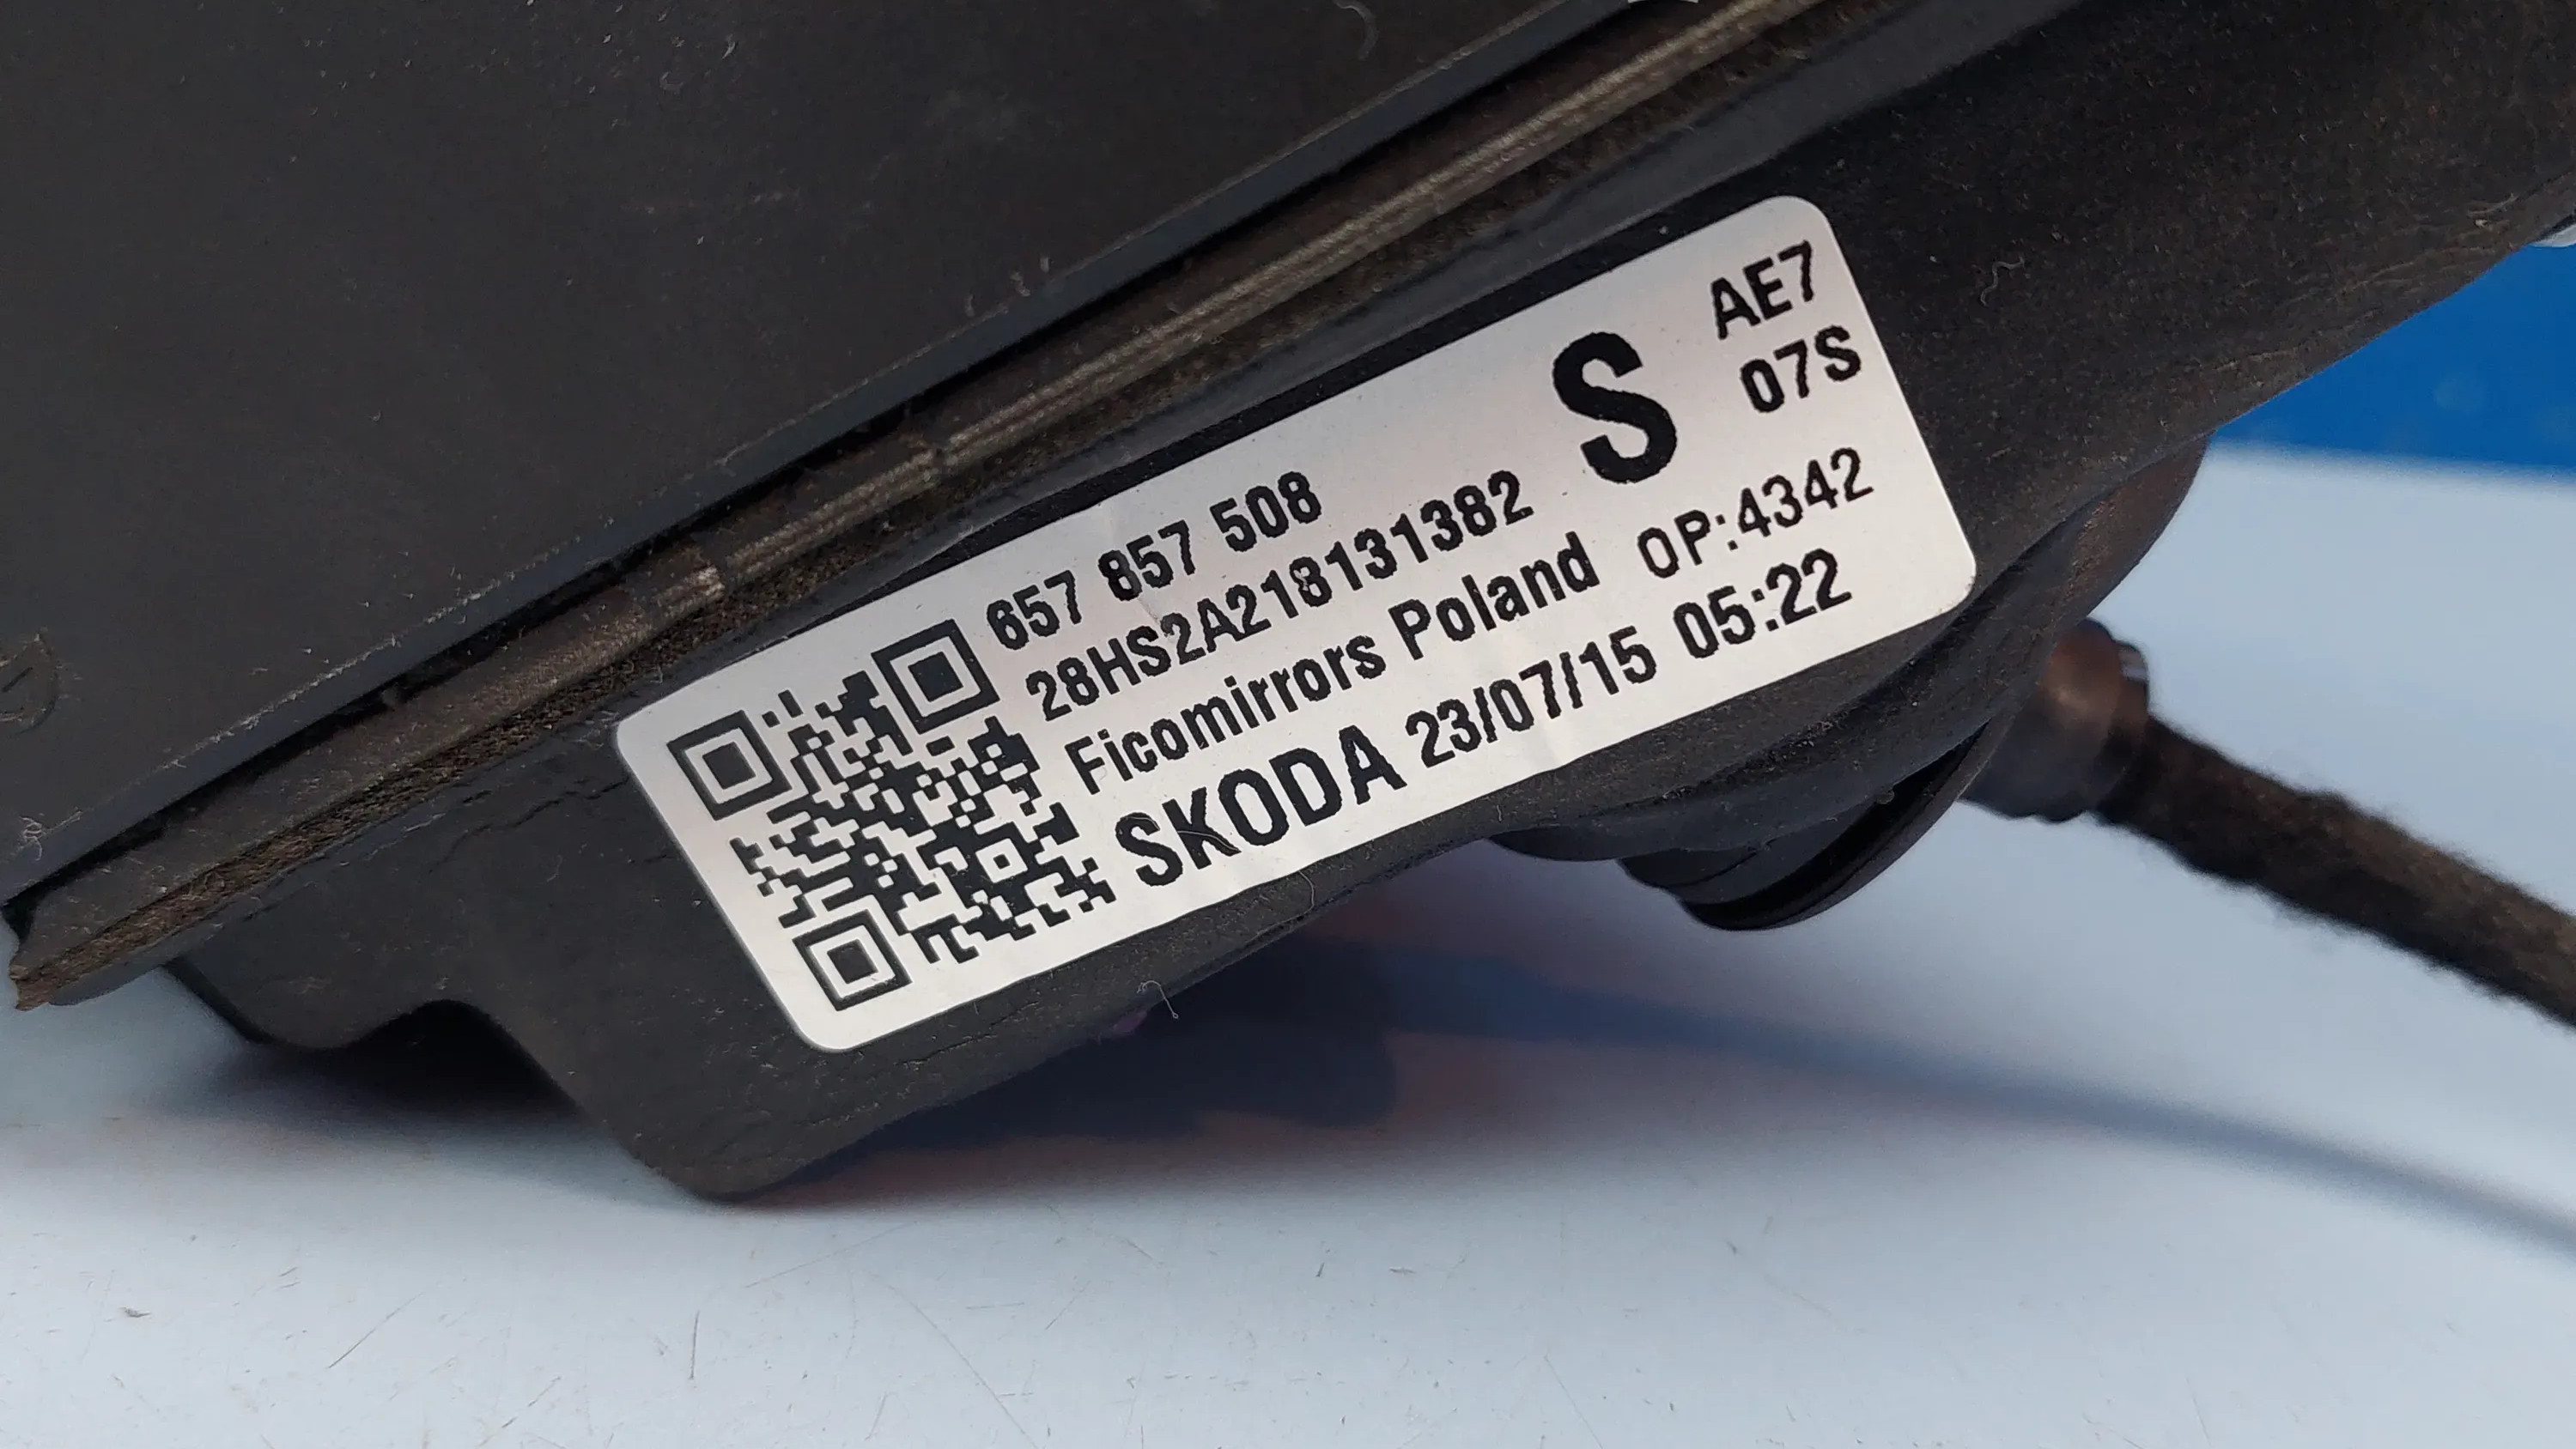 AE7
S 07S
657 857 508
28HS2A218131382
Ficomirrors Poland OP:4342
SKODA 23/07/15 05:22